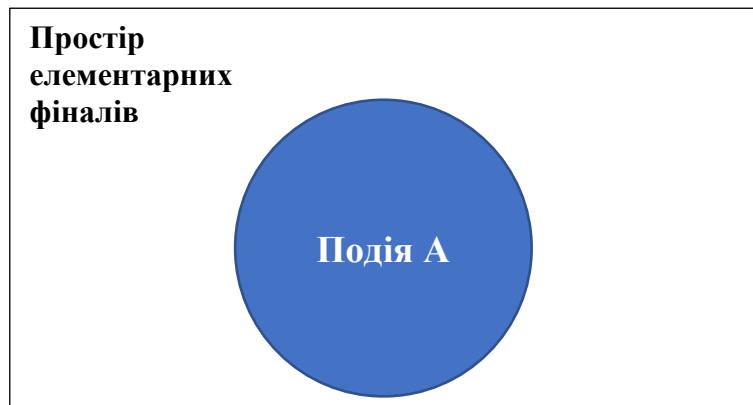 Простір
елементарних
фіналів
Подія А